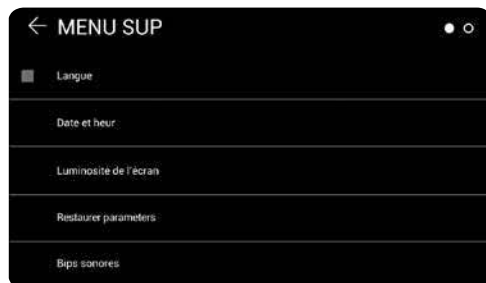 MENU SUP
Langue
Date et heur
Luminosité de l'écran
Restaurer parameters
Bips sonores